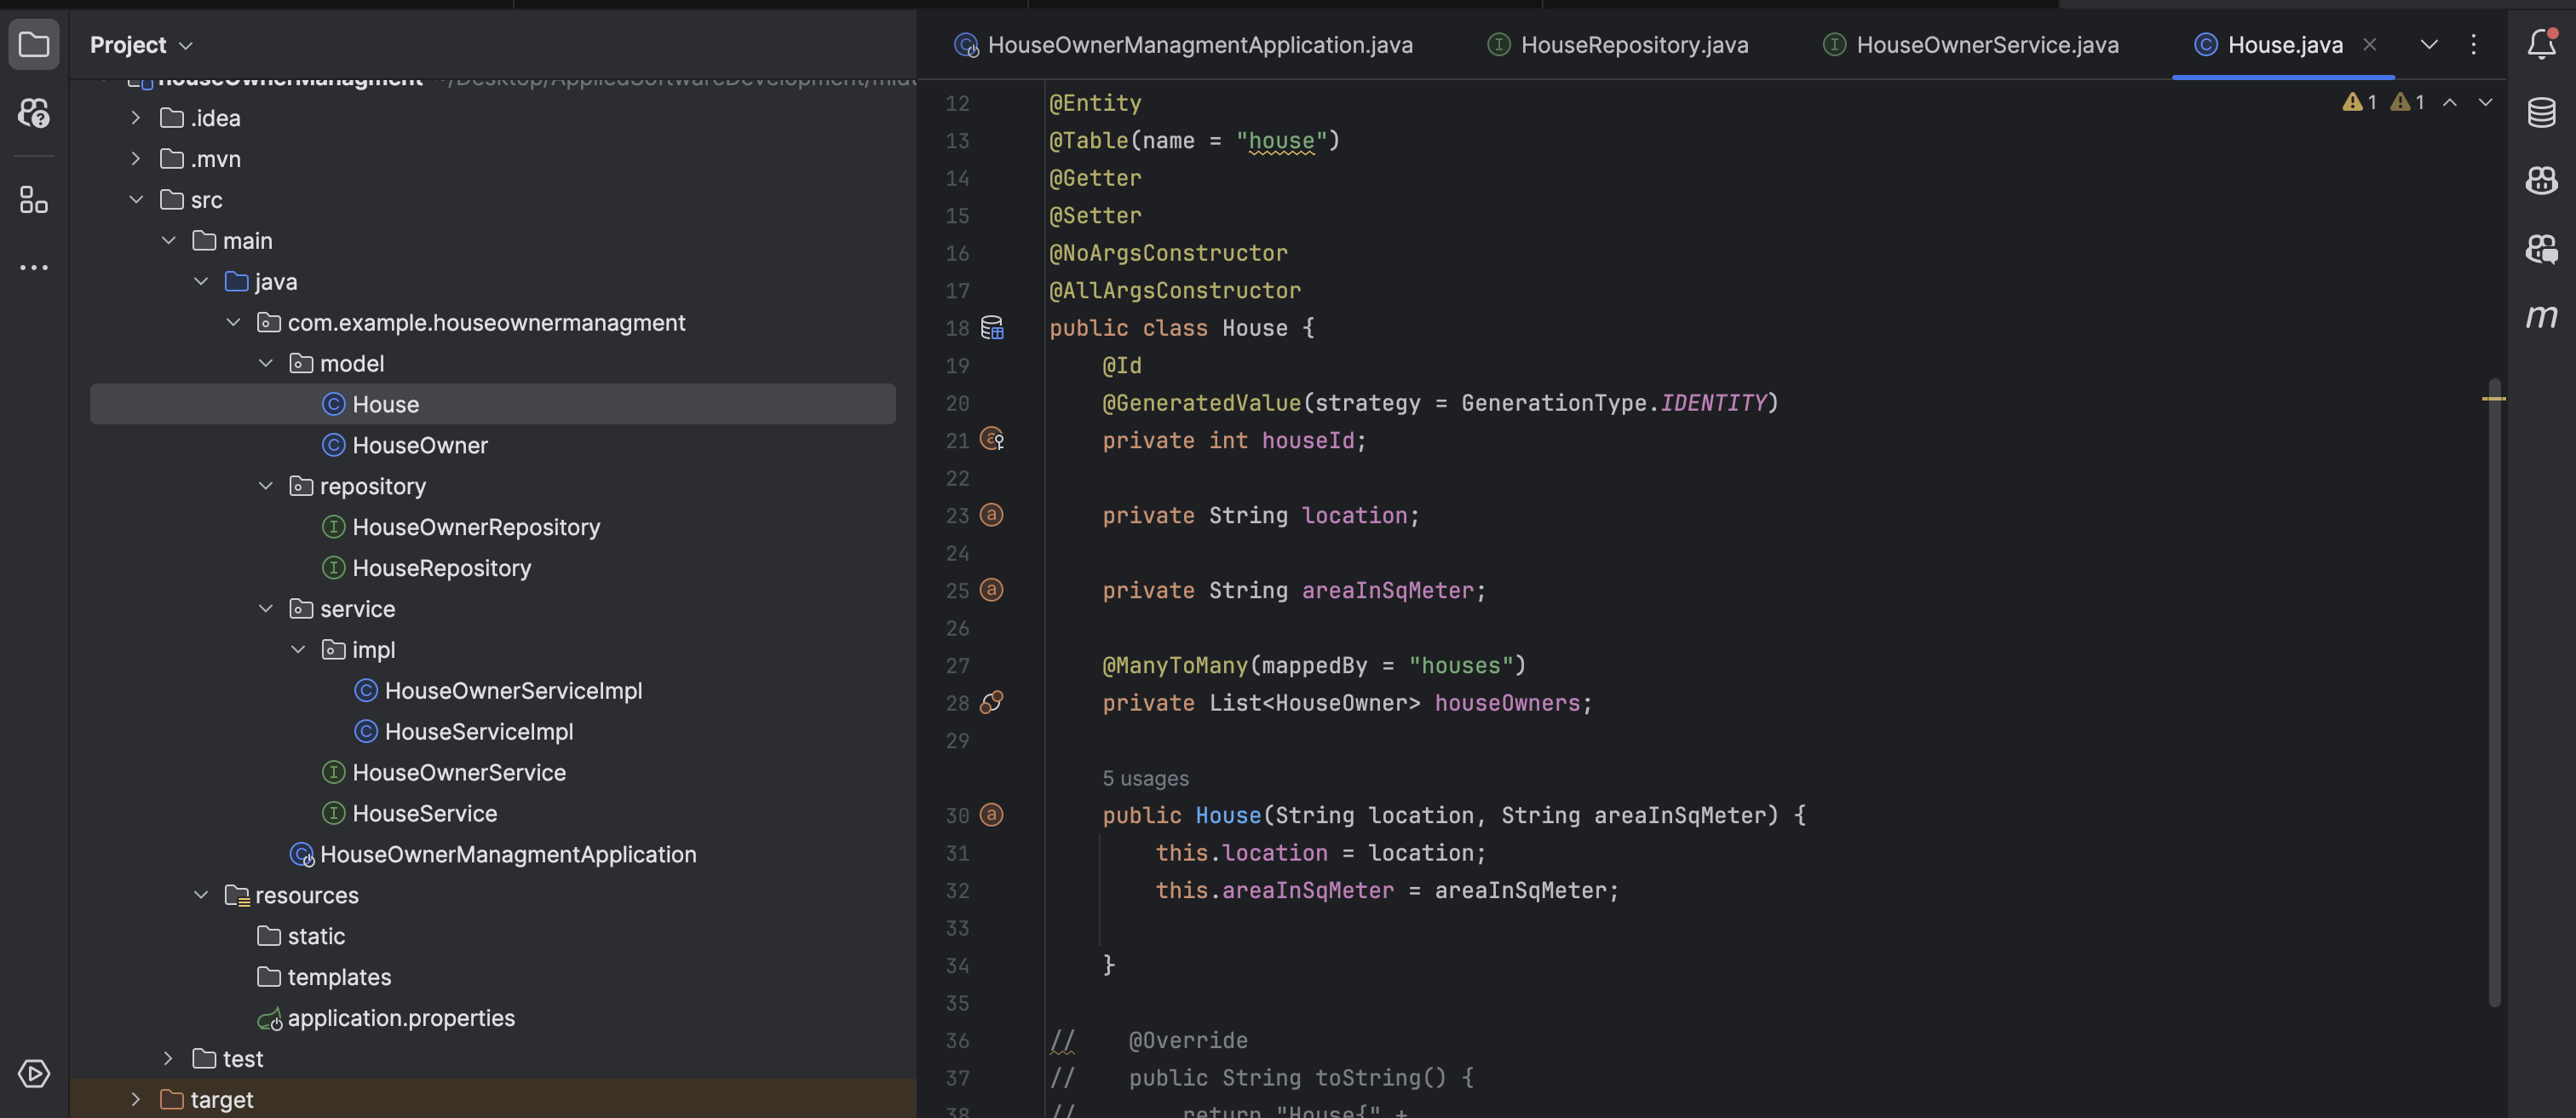 Project
houseOwnerManagment ~/Desktop/AppliedSoftwareDevelopment/
.idea
.mvn
src
main
java
com.example.houseownermanagment
model
House
HouseOwner
repository
HouseOwnerRepository
HouseRepository
service
impl
HouseOwnerServiceImpl
HouseServiceImpl
HouseOwnerService
HouseService
HouseOwnerManagmentApplication
resources
static
templates
application.properties
test
target
HouseOwnerManagmentApplication.java HouseRepository.java HouseOwnerService.java House.java
1 1
12 @Entity
13 @Table(name = "house")
14 @Getter
15 @Setter
16 @NoArgsConstructor
17 @AllArgsConstructor
18 public class House {
19 @Id
20 @GeneratedValue(strategy = GenerationType.IDENTITY)
21 private int houseId;
22
23 private String location;
24
25 private String areaInSqMeter;
26
27 @ManyToMany(mappedBy = "houses")
28 private List<HouseOwner> houseOwners;
29
5 usages
30 public House(String location, String areaInSqMeter) {
31 this.location = location;
32 this.areaInSqMeter = areaInSqMeter;
33
34 }
35
36 // @Override
37 // public String toString() {
38 // return "House{" +